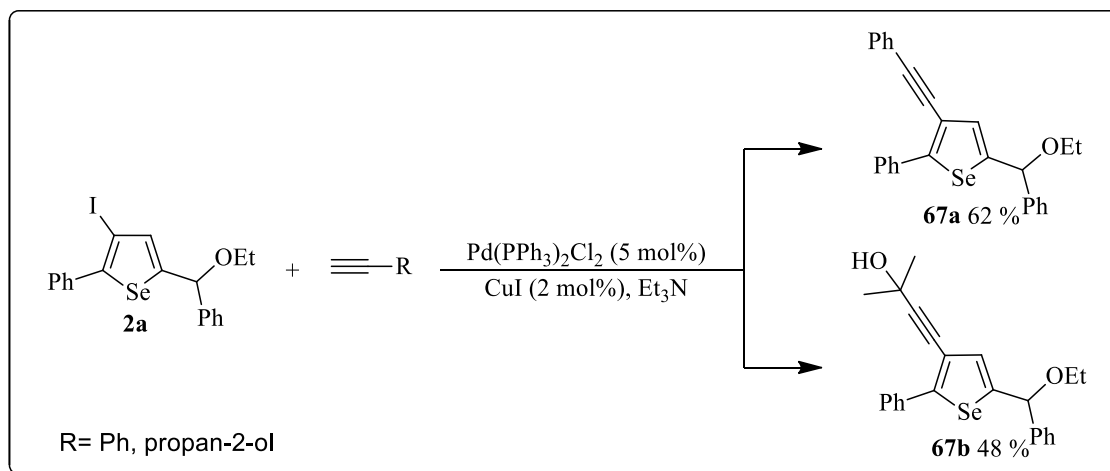 Ph
Ph
Se
OEt
Ph
67a 62 %
I
Ph
Se
OEt
Ph
2a
+
R
Pd(PPh3)2Cl2 (5 mol%)
CuI (2 mol%), Et3N
HO
Ph
Se
OEt
Ph
67b 48 %
R= Ph, propan-2-ol